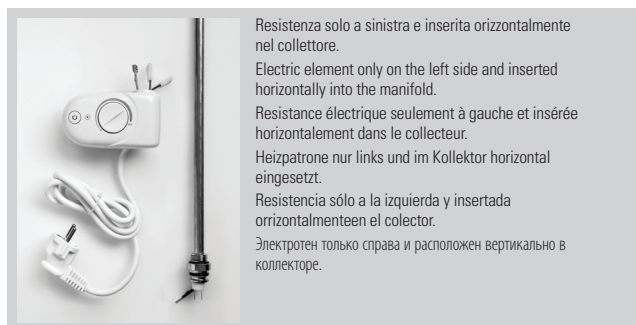 Resistenza solo a sinistra e inserita orizzontalmente
nel collettore.
Electric element only on the left side and inserted
horizontally into the manifold.
Resistance électrique seulement à gauche et insérée
horizontalement dans le collecteur.
Heizpatrone nur links und im Kollektor horizontal
eingesetzt.
Resistencia sólo a la izquierda y insertada
orrizontalmenteen el colector.
Электротен только справа и расположен вертикально в
коллекторе.